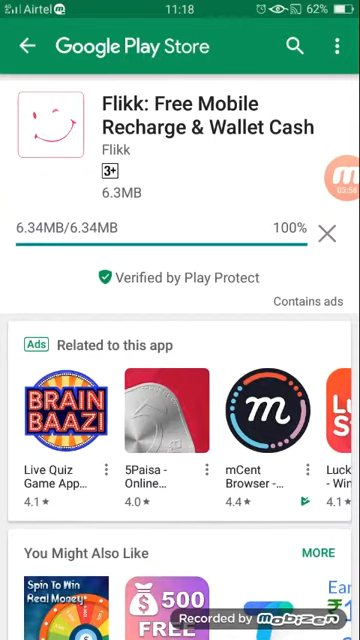 Airtel
11:18
62%
Google Play Store
Flikk: Free Mobile
Recharge & Wallet Cash
Flikk
3+
6.3MB
03:58
6.34MB/6.34MB 100%
Verified by Play Protect
Contains ads
Ads Related to this app
BRAIN
BAAZI
m
Live Quiz
Game App...
4.1★
5Paisa -
Online...
4.0★
mCent
Browser -...
4.4★
Luck
- Win
4.1★
You Might Also Like MORE
Spin To Win
Real Money
$500
FREE
Recorded by mobizen